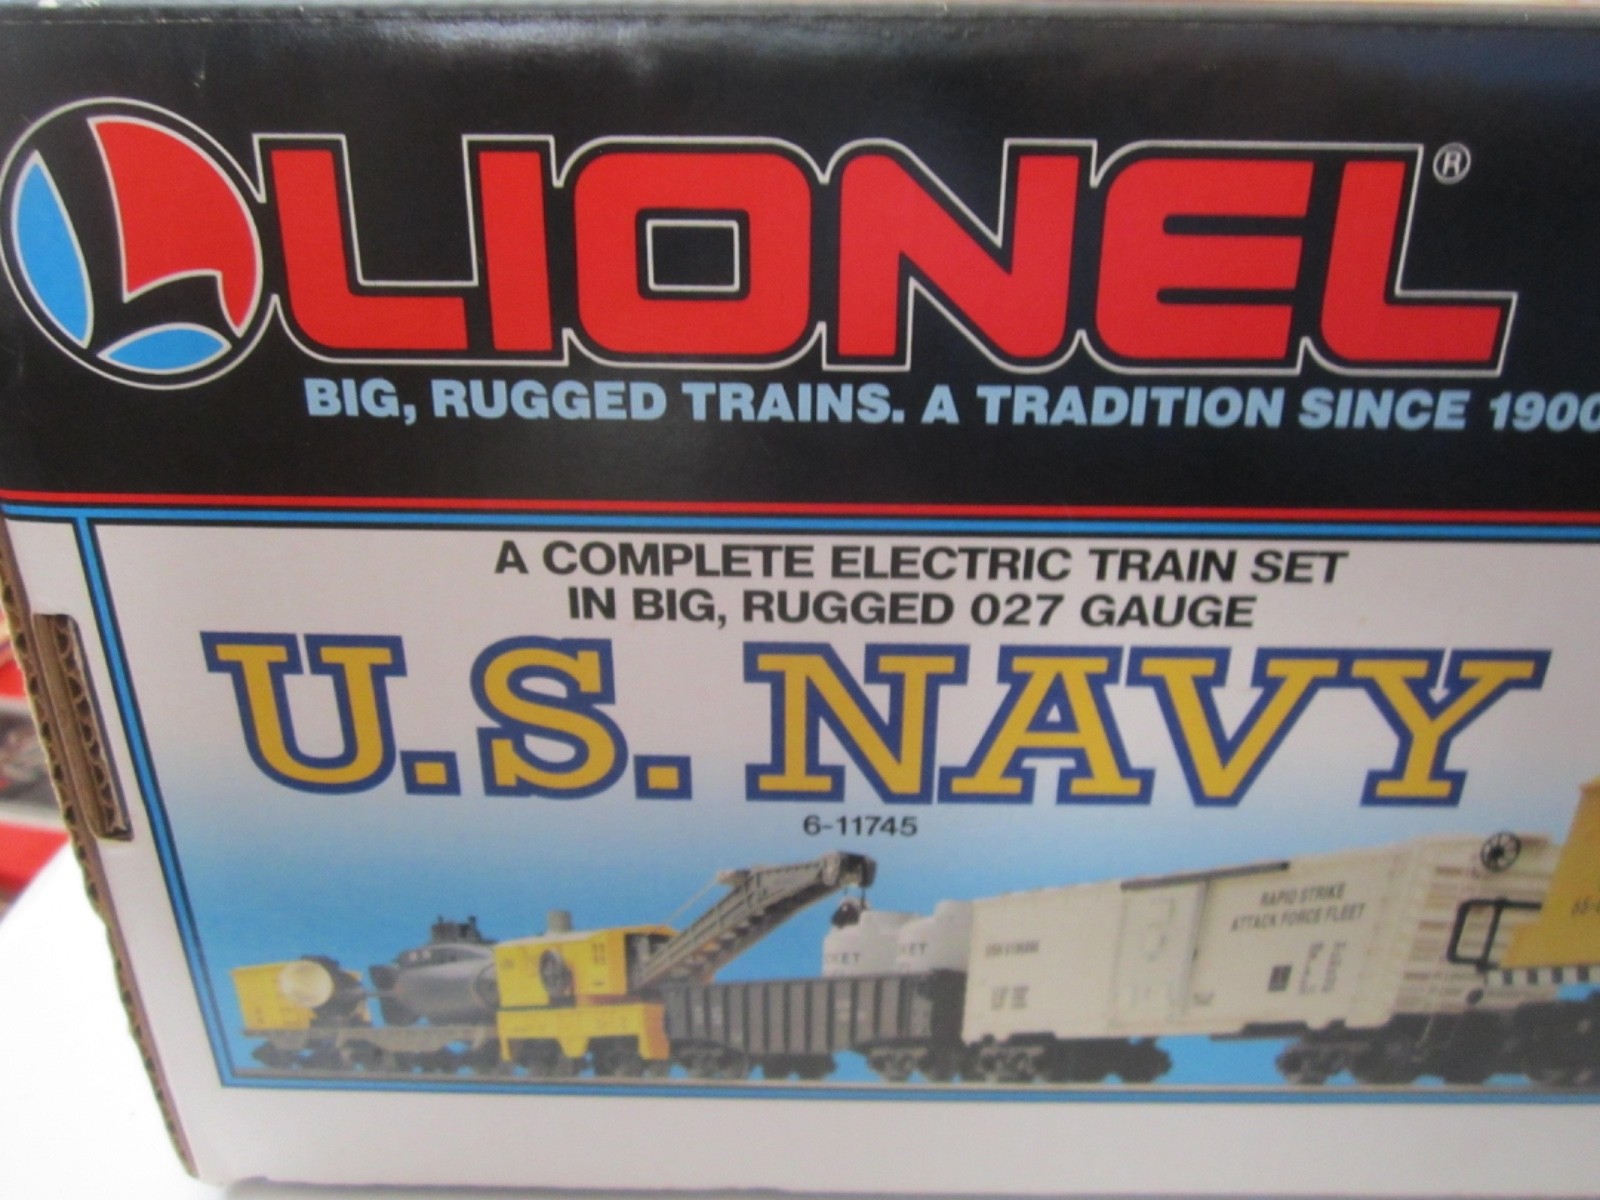 LIONEL®
BIG, RUGGED TRAINS. A TRADITION SINCE 1900
A COMPLETE ELECTRIC TRAIN SET
IN BIG, RUGGED 027 GAUGE
U.S. NAVY
6-11745
RAPID STRIKE
ATTACK FORCE FLEET